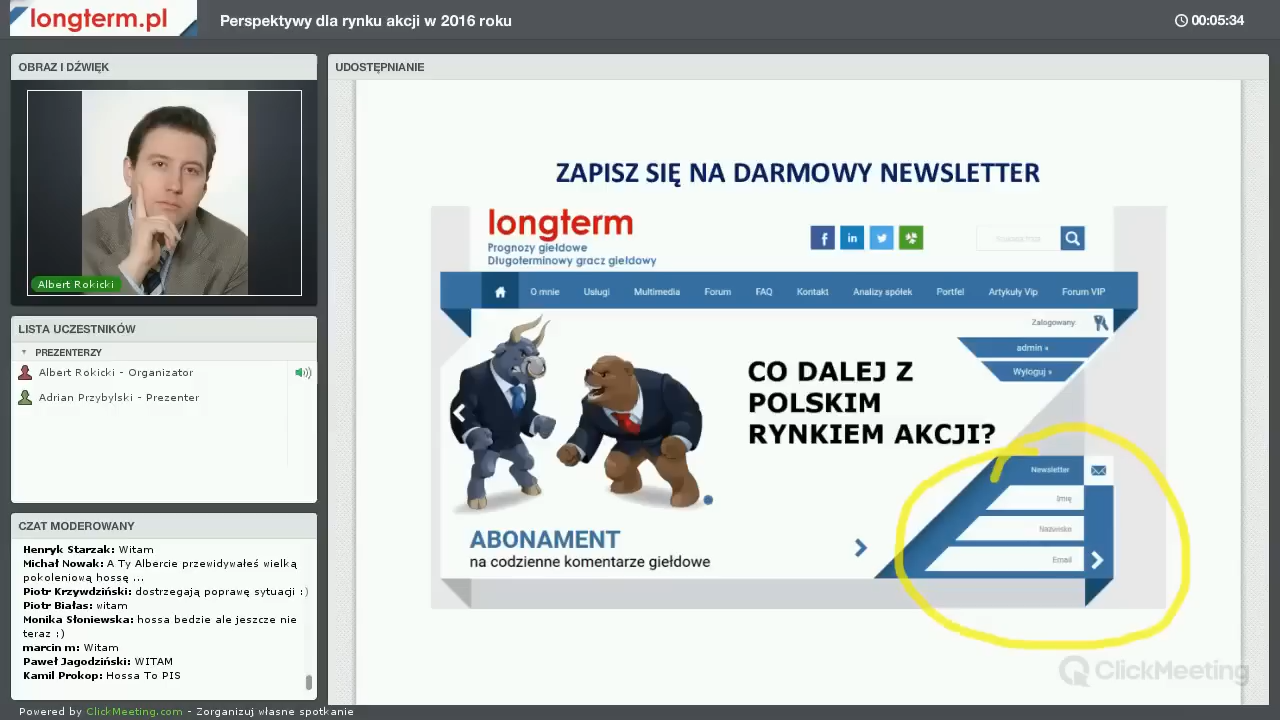 longterm.pl
Perspektywy dla rynku akcji w 2016 roku
00:05:34
OBRAZ I DŹWIĘK
Albert Rokicki
LISTA UCZESTNIKÓW
PREZENTERZY
Albert Rokicki - Organizator
Adrian Przybylski - Prezenter
CZAT MODEROWANY
Henryk Starzak: Witam
Michał Nowak: A Ty Albercie przewidywałeś wielką
pokoleniową hossę ...
Piotr Krzywdziński: dostrzegają poprawę sytuacji :)
Piotr Białas: witam
Monika Słoniewska: hossa bedzie ale jeszcze nie
teraz ;)
marcin m: Witam
Paweł Jagodziński: WITAM
Kamil Prokop: Hossa To PIS
UDOSTĘPNIANIE
ZAPISZ SIĘ NA DARMOWY NEWSLETTER
longterm
Prognozy giełdowe
Długoterminowy gracz giełdowy
f in
O mnie Usługi Multimedia Forum FAQ Kontakt Analizy spółek Portfel Artykuły Vip Forum VIP
Zalogowany:
admin »
Wyloguj »
CO DALEJ Z
POLSKIM
RYNKIEM AKCJI?
Newsletter
Imię
Nazwisko
Email
ABONAMENT
na codzienne komentarze giełdowe
ClickMeeting
Powered by ClickMeeting.com - Zorganizuj własne spotkanie